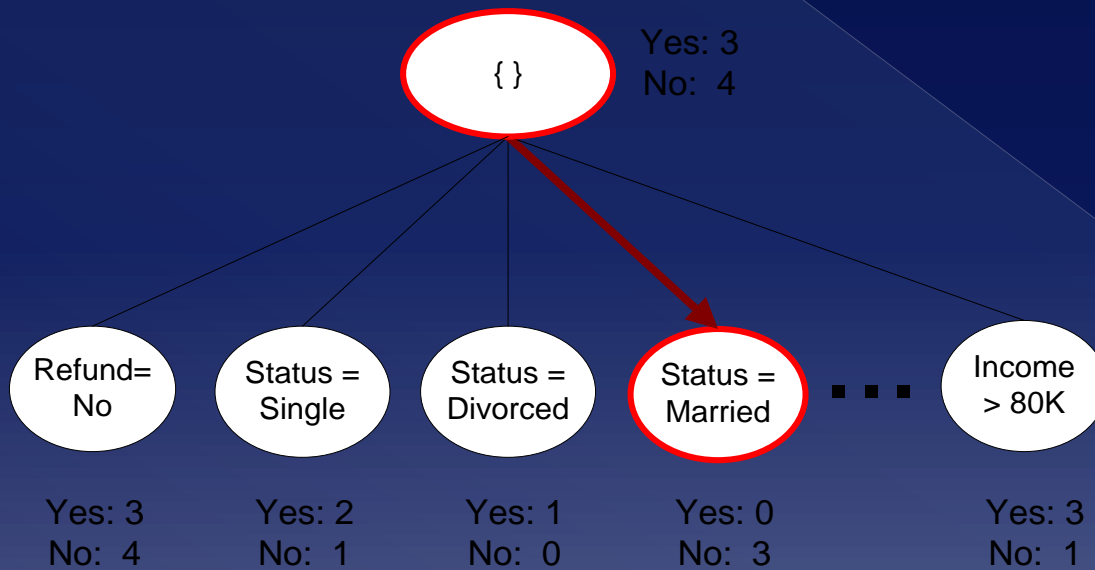 { }
Yes: 3
No: 4
Refund=
No
Status =
Single
Status =
Divorced
Status =
Married
...
Income
> 80K
Yes: 3
No: 4
Yes: 2
No: 1
Yes: 1
No: 0
Yes: 0
No: 3
Yes: 3
No: 1